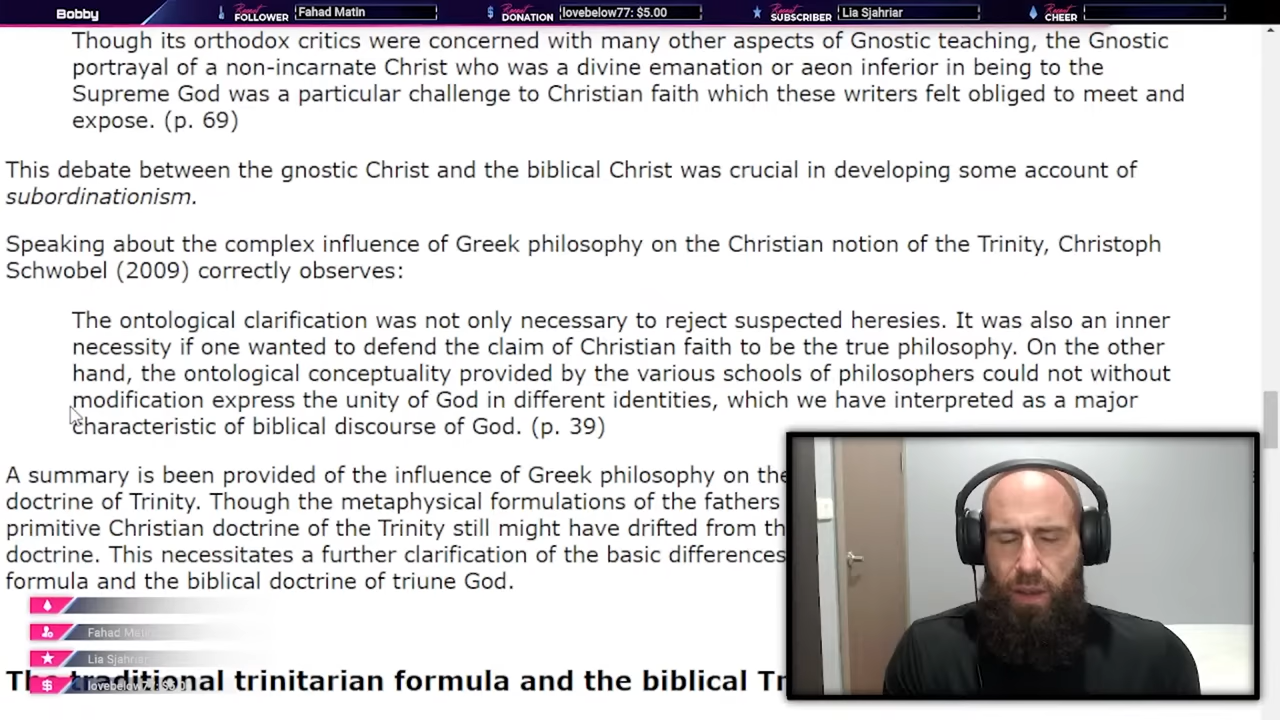 Bobby
Recent FOLLOWER Fahad Matin
Recent DONATION lovebelow77: $5.00
Recent SUBSCRIBER Lia Sjahriar
Recent CHEER
Though its orthodox critics were concerned with many other aspects of Gnostic teaching, the Gnostic
portrayal of a non-incarnate Christ who was a divine emanation or aeon inferior in being to the
Supreme God was a particular challenge to Christian faith which these writers felt obliged to meet and
expose. (p. 69)
This debate between the gnostic Christ and the biblical Christ was crucial in developing some account of
subordinationism.
Speaking about the complex influence of Greek philosophy on the Christian notion of the Trinity, Christoph
Schwobel (2009) correctly observes:
The ontological clarification was not only necessary to reject suspected heresies. It was also an inner
necessity if one wanted to defend the claim of Christian faith to be the true philosophy. On the other
hand, the ontological conceptuality provided by the various schools of philosophers could not without
modification express the unity of God in different identities, which we have interpreted as a major
characteristic of biblical discourse of God. (p. 39)
A summary is been provided of the influence of Greek philosophy on the
doctrine of Trinity. Though the metaphysical formulations of the fathers
primitive Christian doctrine of the Trinity still might have drifted from th
doctrine. This necessitates a further clarification of the basic differences
formula and the biblical doctrine of triune God.
Fahad Matin
Lia Sjahriar
traditional trinitarian formula and the biblical Tr
lovebelow77: $5.0